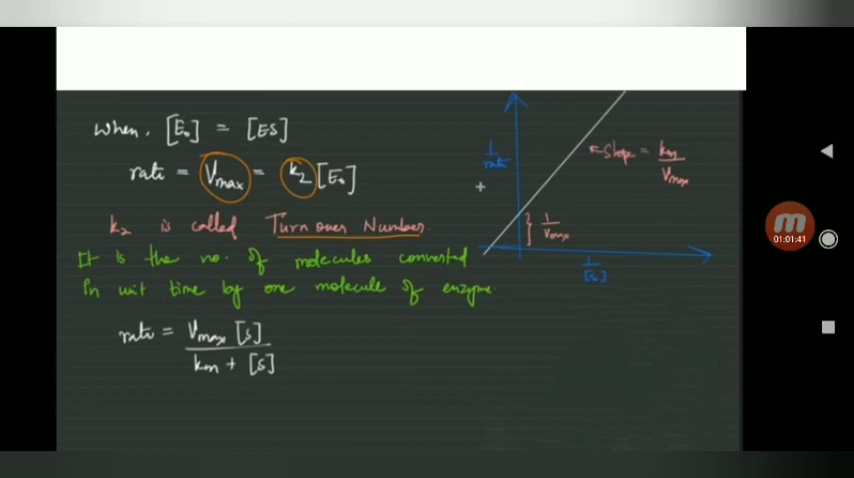 when, [E₀] = [ES]
rate = Vmax = k₂ [E₀]
k₂ is called Turn over Number.
It is the no. of molecules converted
in unit time by one molecule of enzyme.
rate = Vmax [S] / km + [S]
1/rate
slope = km/Vmax
1/Vmax
1/[S]
01:01:41